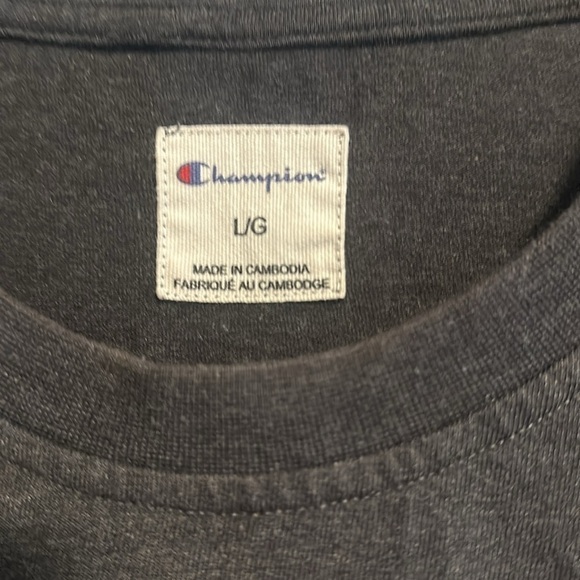 Champion
L/G
MADE IN CAMBODIA
FABRIQUÉ AU CAMBODGE